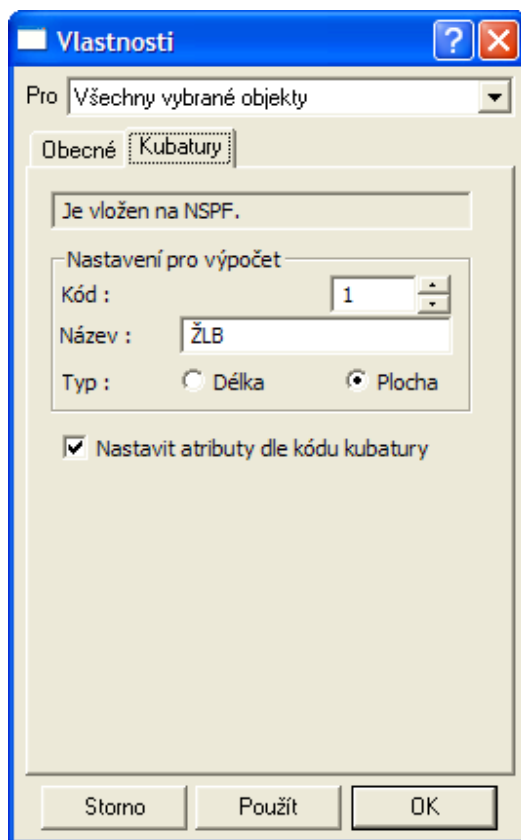 Vlastnosti
Pro Všechny vybrané objekty
Obecné Kubatury
Je vložen na NSPF.
Nastavení pro výpočet
Kód : 1
Název : ŽLB
Typ : Délka Plocha
Nastavit atributy dle kódu kubatury
Storno Použít OK